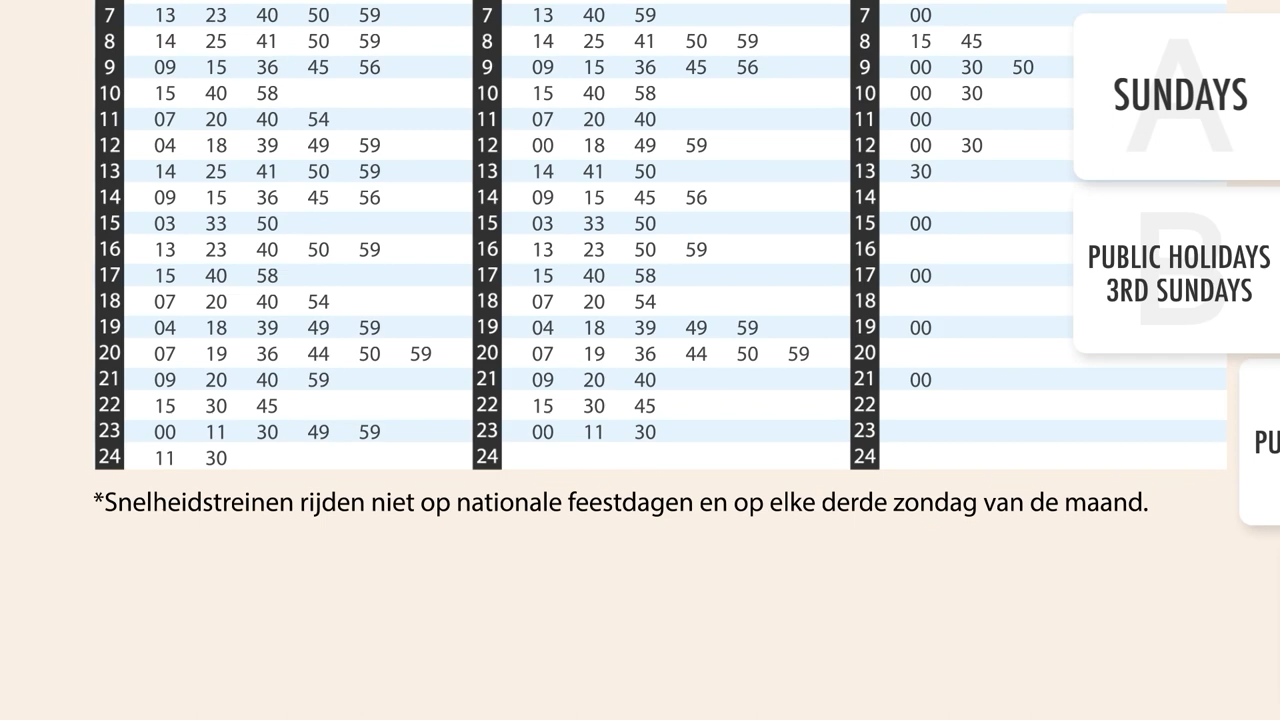 7 13 23 40 50 59 7 13 40 59 7 00
8 14 25 41 50 59 8 14 25 41 50 59 8 15 45
9 09 15 36 45 56 9 09 15 36 45 56 9 00 30 50
10 15 40 58 10 15 40 58 10 00 30
11 07 20 40 54 11 07 20 40 11 00
12 04 18 39 49 59 12 00 18 49 59 12 00 30
13 14 25 41 50 59 13 14 41 50 13 30
14 09 15 36 45 56 14 09 15 45 56 14
15 03 33 50 15 03 33 50 15 00
16 13 23 40 50 59 16 13 23 50 59 16
17 15 40 58 17 15 40 58 17 00
18 07 20 40 54 18 07 20 54 18
19 04 18 39 49 59 19 04 18 39 49 59 19 00
20 07 19 36 44 50 59 20 07 19 36 44 50 59 20
21 09 20 40 59 21 09 20 40 21 00
22 15 30 45 22 15 30 45 22
23 00 11 30 49 59 23 00 11 30 23
24 11 30 24 24
*Snelheidstreinen rijden niet op nationale feestdagen en op elke derde zondag van de maand.
A
SUNDAYS
B
PUBLIC HOLIDAYS
3RD SUNDAYS
PU